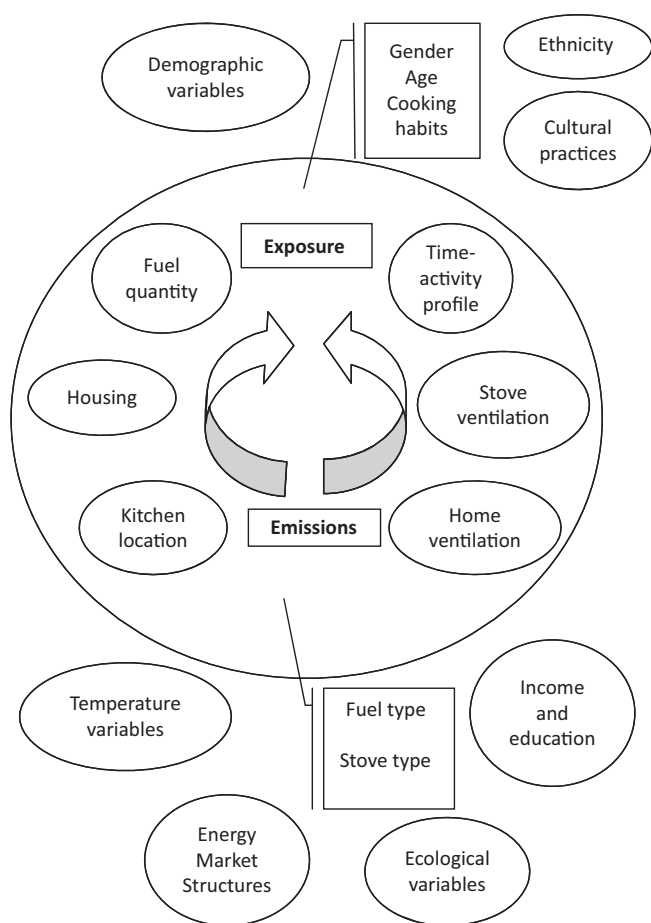 Demographic
variables
Gender
Age
Cooking
habits
Ethnicity
Cultural
practices
Exposure
Fuel
quantity
Time-
activity
profile
Housing
Stove
ventilation
Kitchen
location
Emissions
Home
ventilation
Temperature
variables
Fuel type
Stove type
Income
and
education
Energy
Market
Structures
Ecological
variables